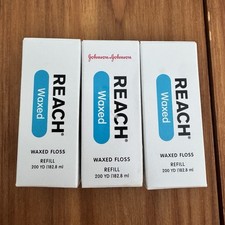 REACH®
Waxed
WAXED FLOSS
REFILL
200 YD (182.8 m)
Johnson & Johnson
REACH®
Waxed
WAXED FLOSS
REFILL
200 YD (182.8 m)
REACH®
Waxed
WAXED FLOSS
REFILL
200 YD (182.8 m)